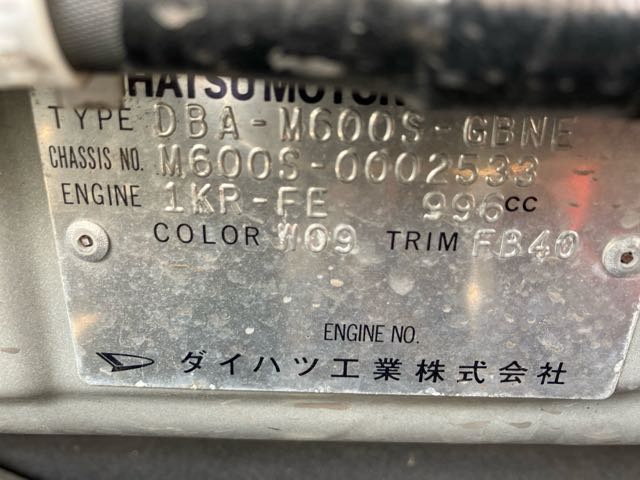 HATSU MOTOR
TYPE DBA-M600S-GBNE
CHASSIS NO. M600S-0002533
ENGINE 1KR-FE 996CC
COLOR W09 TRIM FB40
ENGINE NO.
ダイハツ工業株式会社